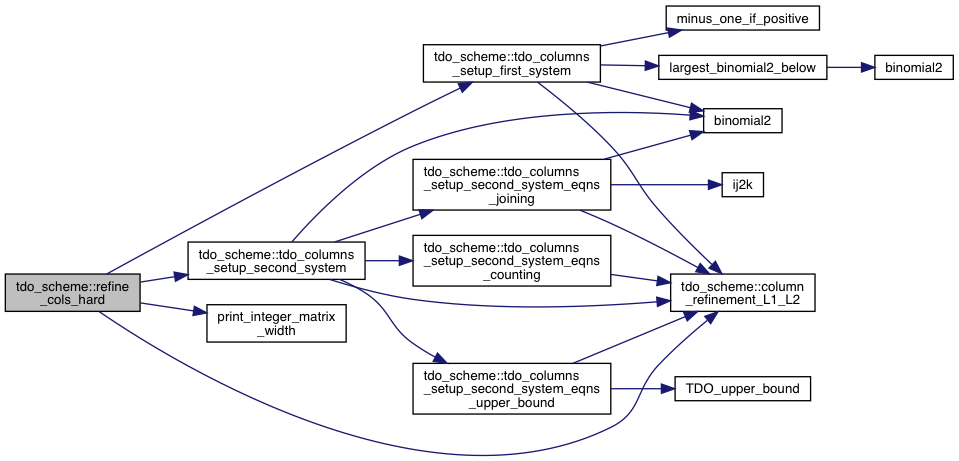 tdo_scheme::refine
_cols_hard
tdo_scheme::tdo_columns
_setup_first_system
minus_one_if_positive
largest_binomial2_below
binomial2
binomial2
tdo_scheme::tdo_columns
_setup_second_system
tdo_scheme::tdo_columns
_setup_second_system_eqns
_joining
ij2k
tdo_scheme::tdo_columns
_setup_second_system_eqns
_counting
tdo_scheme::column
_refinement_L1_L2
print_integer_matrix
_width
tdo_scheme::tdo_columns
_setup_second_system_eqns
_upper_bound
TDO_upper_bound